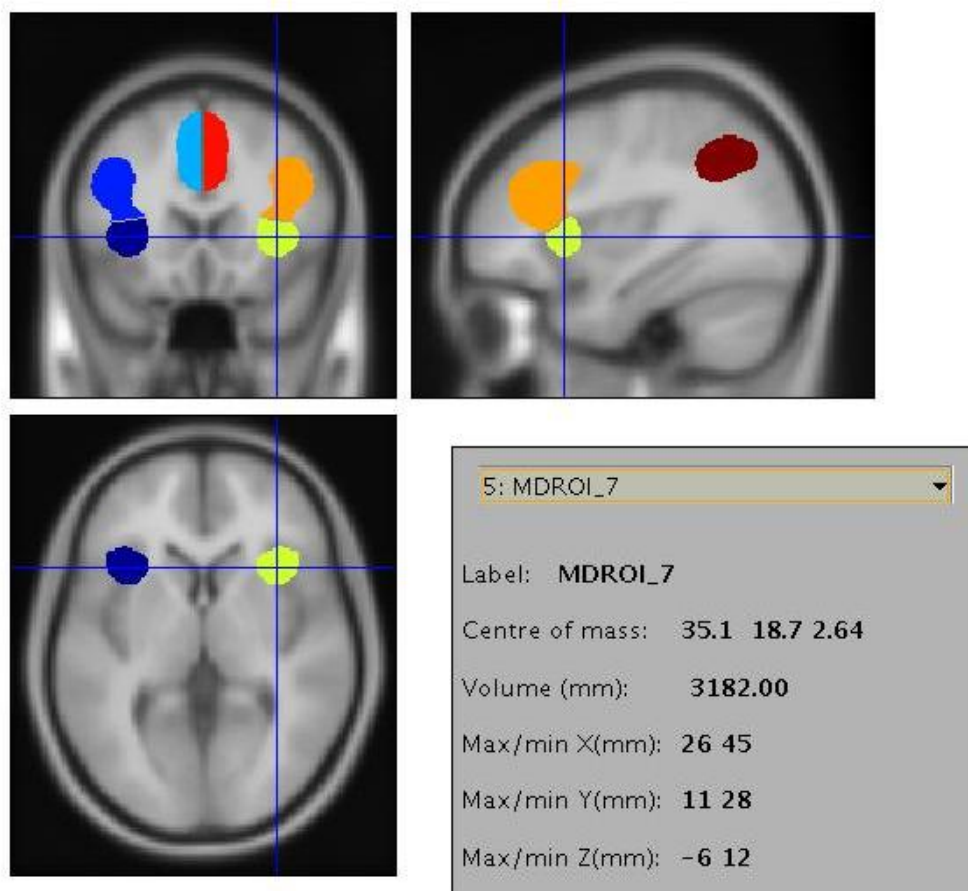 5: MDROI_7
Label: MDROI_7
Centre of mass: 35.1 18.7 2.64
Volume (mm): 3182.00
Max/min X(mm): 26 45
Max/min Y(mm): 11 28
Max/min Z(mm): -6 12